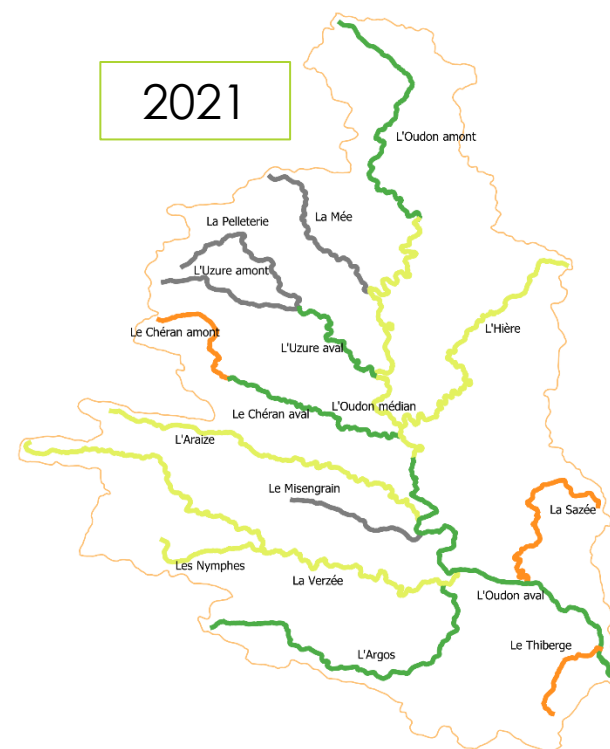 2021
L'Oudon amont
La Mée
La Pelleterie
L'Uzure amont
L'Hière
Le Chéran amont
L'Uzure aval
L'Oudon médian
Le Chéran aval
L'Araize
Le Misengrain
La Sazée
Les Nymphes
La Verzée
L'Oudon aval
Le Thiberge
L'Argos